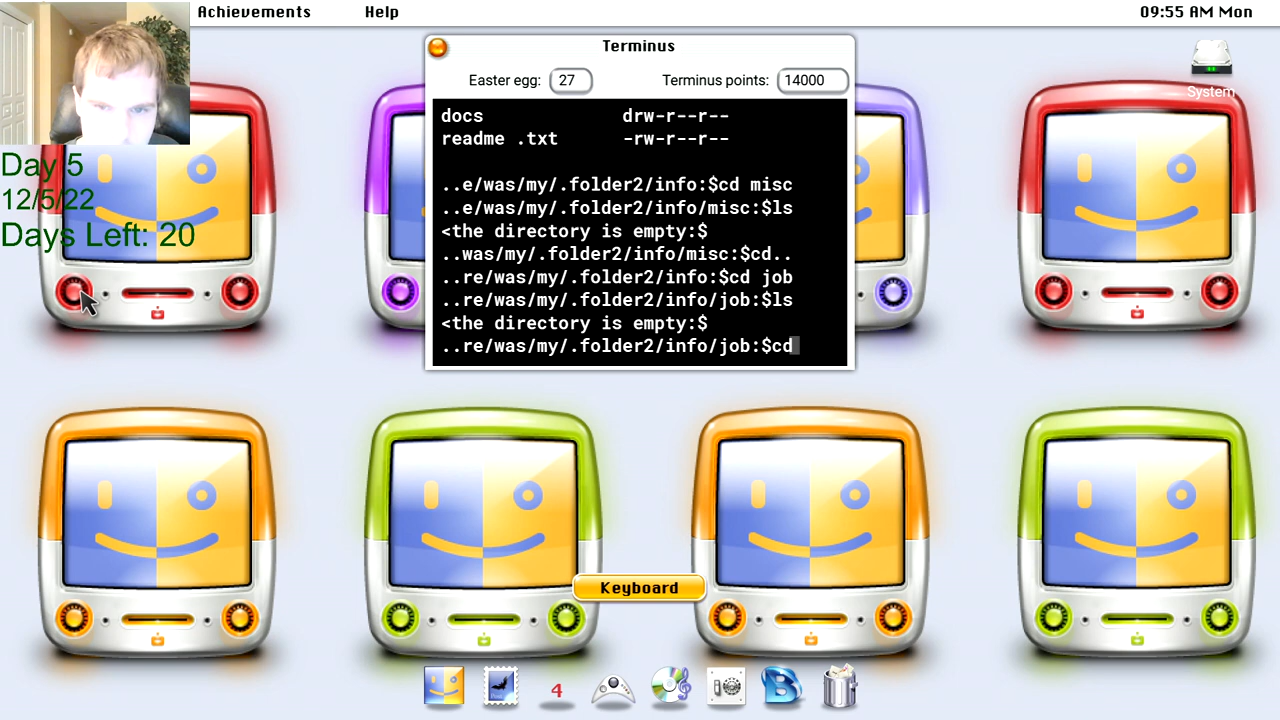 Achievements
Help
09:55 AM Mon
Terminus
Easter egg: 27
Terminus points: 14000
System
docs drw-r--r--
readme .txt -rw-r--r--
..e/was/my/.folder2/info:$cd misc
..e/was/my/.folder2/info/misc:$ls
<the directory is empty:$
..was/my/.folder2/info/misc:$cd..
..re/was/my/.folder2/info:$cd job
..re/was/my/.folder2/info/job:$ls
<the directory is empty:$
..re/was/my/.folder2/info/job:$cd
Day 5
12/5/22
Days Left: 20
Keyboard
4
B